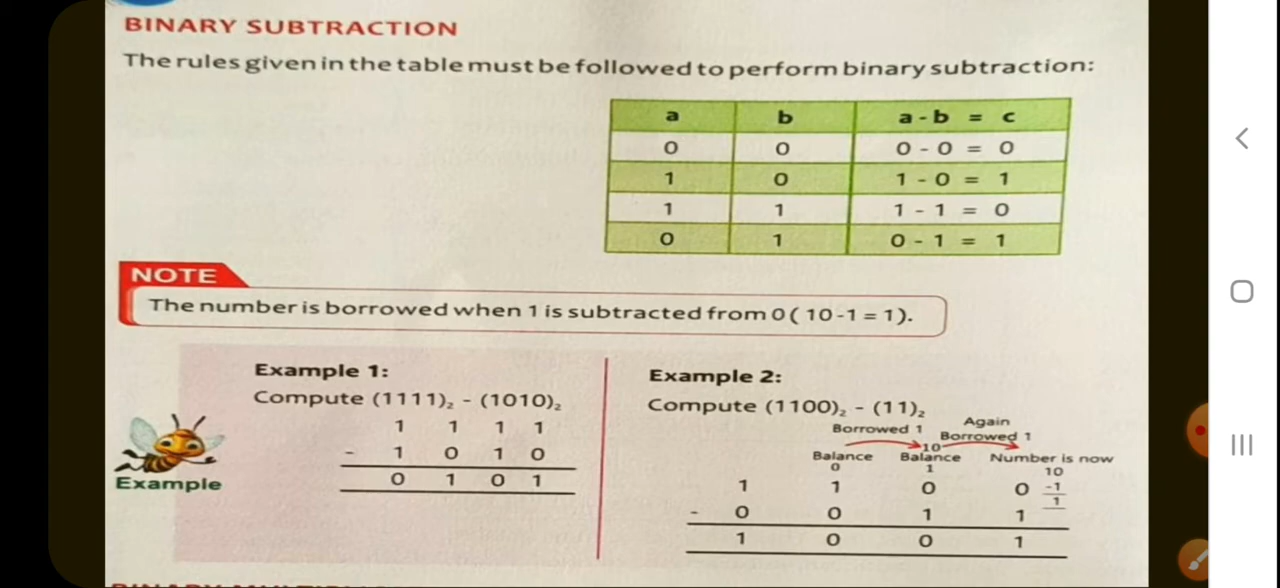 BINARY SUBTRACTION
The rules given in the table must be followed to perform binary subtraction:
a b a - b = c
0 0 0 - 0 = 0
1 0 1 - 0 = 1
1 1 1 - 1 = 0
0 1 0 - 1 = 1
NOTE
The number is borrowed when 1 is subtracted from 0 ( 10 -1 = 1).
Example
Example 1:
Compute (1111)₂ - (1010)₂
1 1 1 1
- 1 0 1 0
0 1 0 1
Example 2:
Compute (1100)₂ - (11)₂
Borrowed 1 Again
Borrowed 1
10
Balance Balance Number is now
0 1 10
1 1 0 0 -1
1
- 0 0 1 1
1 0 0 1